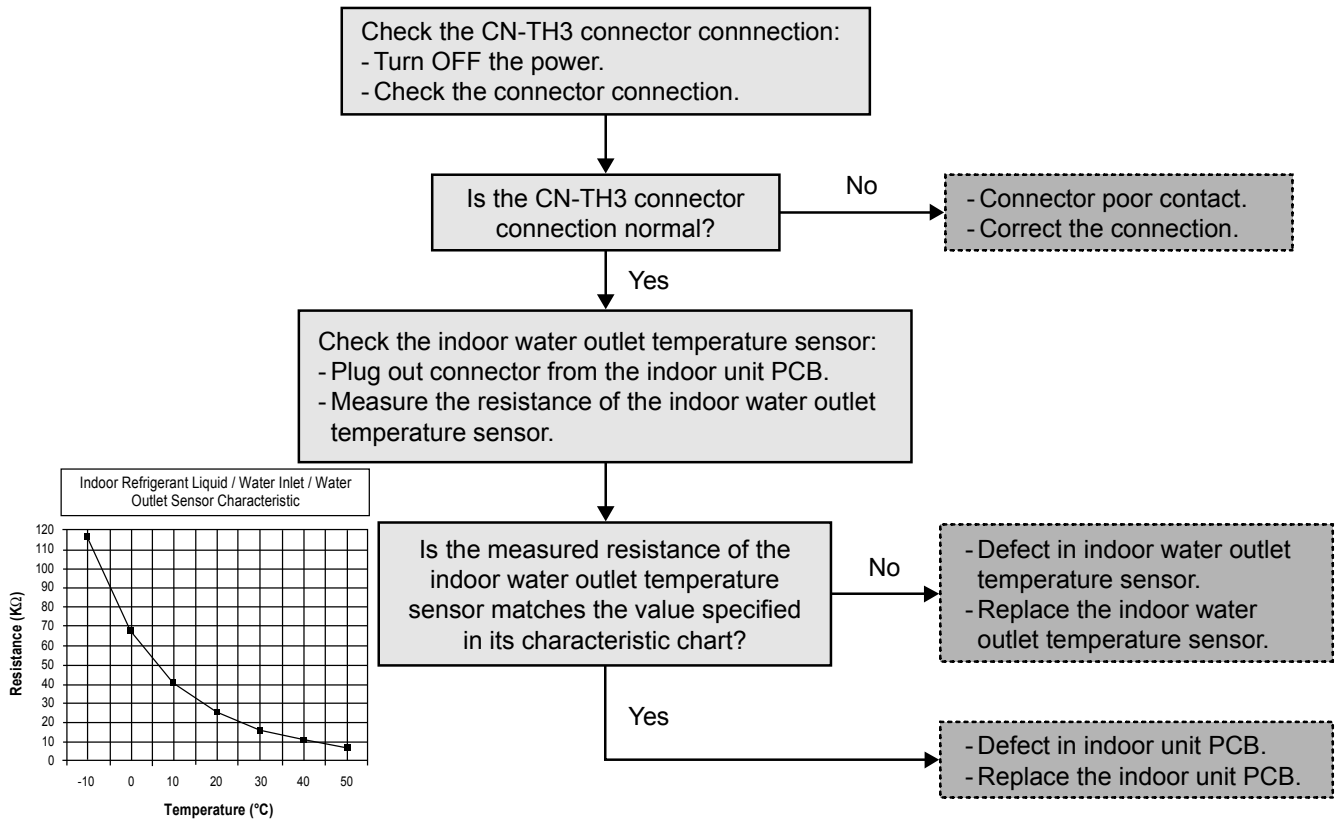 Check the CN-TH3 connector connnection:
- Turn OFF the power.
- Check the connector connection.
Is the CN-TH3 connector
connection normal?
No
- Connector poor contact.
- Correct the connection.
Yes
Check the indoor water outlet temperature sensor:
- Plug out connector from the indoor unit PCB.
- Measure the resistance of the indoor water outlet
temperature sensor.
Indoor Refrigerant Liquid / Water Inlet / Water
Outlet Sensor Characteristic
120
110
100
90
80
70
60
50
40
30
20
10
0
Resistance (KΩ)
-10 0 10 20 30 40 50
Temperature (°C)
Is the measured resistance of the
indoor water outlet temperature
sensor matches the value specified
in its characteristic chart?
No
- Defect in indoor water outlet
temperature sensor.
- Replace the indoor water
outlet temperature sensor.
Yes
- Defect in indoor unit PCB.
- Replace the indoor unit PCB.